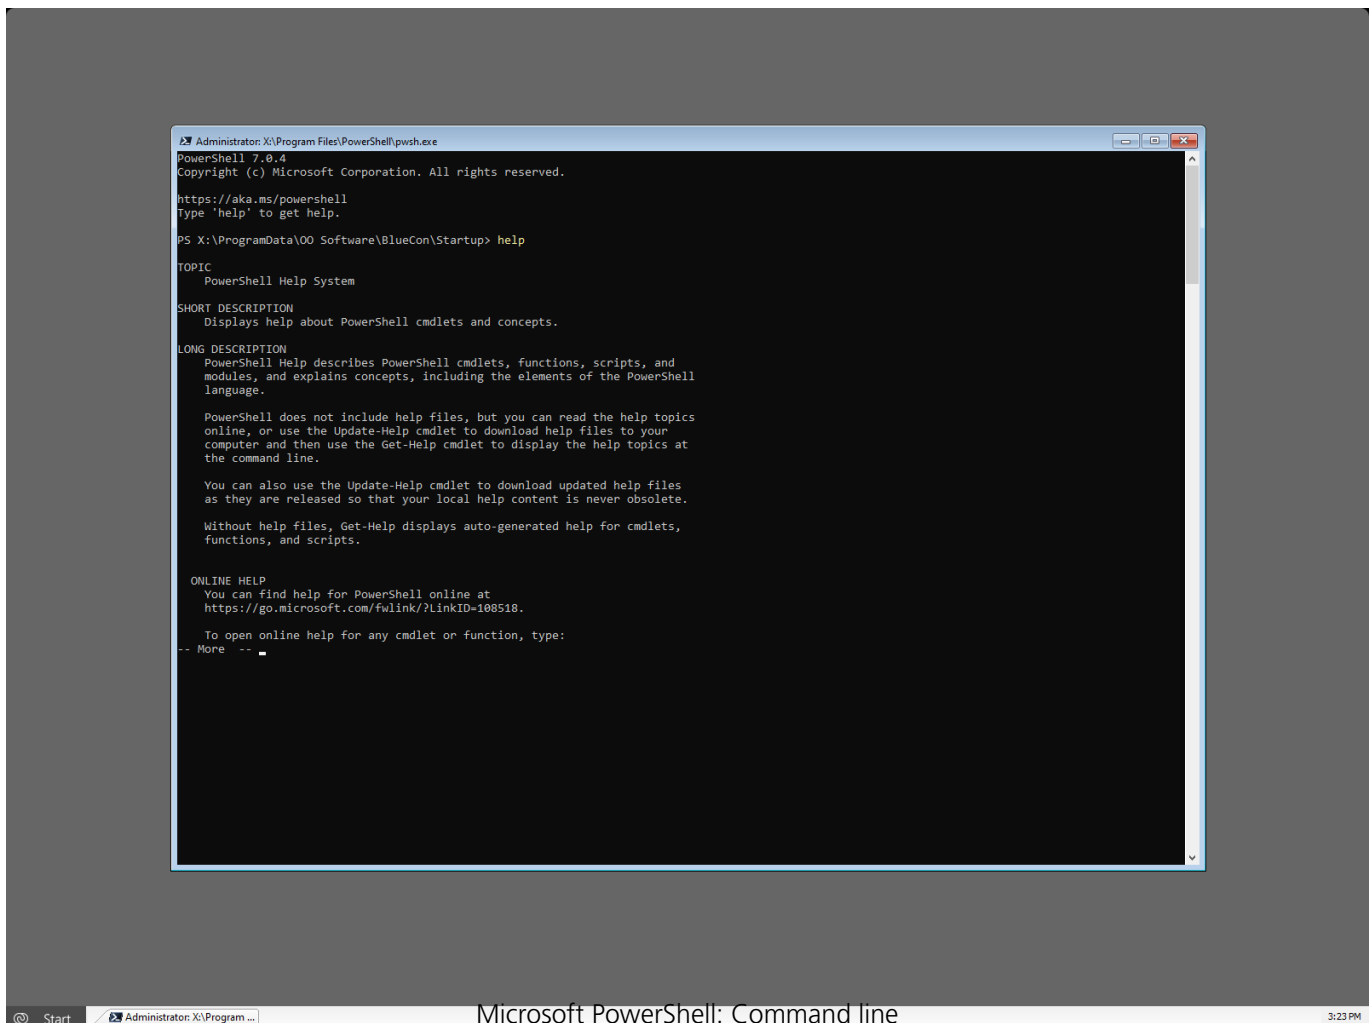 Administrator: X:\Program Files\PowerShell\pwsh.exe
PowerShell 7.0.4
Copyright (c) Microsoft Corporation. All rights reserved.
https://aka.ms/powershell
Type 'help' to get help.
PS X:\ProgramData\OO Software\BlueCon\Startup> help
TOPIC
PowerShell Help System
SHORT DESCRIPTION
Displays help about PowerShell cmdlets and concepts.
LONG DESCRIPTION
PowerShell Help describes PowerShell cmdlets, functions, scripts, and
modules, and explains concepts, including the elements of the PowerShell
language.
PowerShell does not include help files, but you can read the help topics
online, or use the Update-Help cmdlet to download help files to your
computer and then use the Get-Help cmdlet to display the help topics at
the command line.
You can also use the Update-Help cmdlet to download updated help files
as they are released so that your local help content is never obsolete.
Without help files, Get-Help displays auto-generated help for cmdlets,
functions, and scripts.
ONLINE HELP
You can find help for PowerShell online at
https://go.microsoft.com/fwlink/?LinkID=108518.
To open online help for any cmdlet or function, type:
-- More --
Start
Administrator: X:\Program ...
Microsoft PowerShell: Command line
3:23 PM